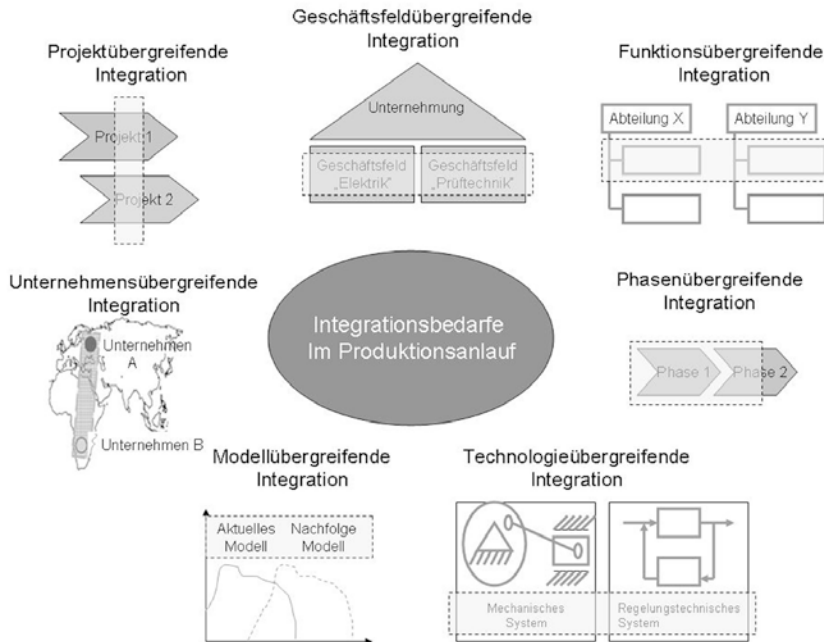 Geschäftsfeldübergreifende
Integration
Projektübergreifende
Integration
Funktionsübergreifende
Integration
Projekt 1
Projekt 2
Unternehmung
Geschäftsfeld
„Elektrik“
Geschäftsfeld
„Prüftechnik“
Abteilung X
Abteilung Y
Unternehmensübergreifende
Integration
Unternehmen
A
Unternehmen B
Integrationsbedarfe
Im Produktionsanlauf
Phasenübergreifende
Integration
Phase 1
Phase 2
Modellübergreifende
Integration
Aktuelles
Modell
Nachfolge
Modell
Technologieübergreifende
Integration
Mechanisches
System
Regelungstechnisches
System